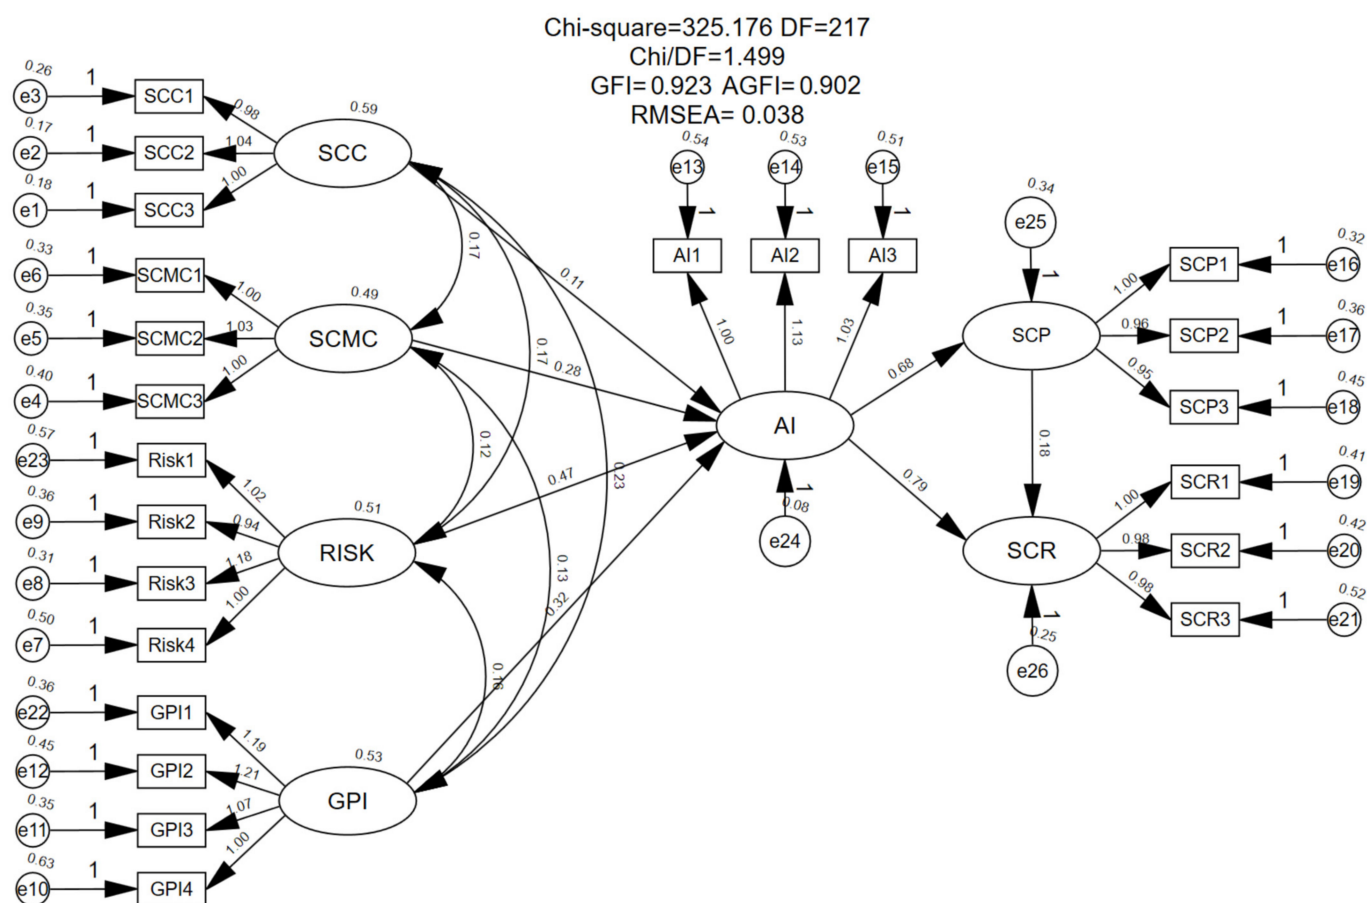 Chi-square=325.176 DF=217
Chi/DF=1.499
GFI=0.923 AGFI=0.902
RMSEA= 0.038
0.26
e3
1
SCC1
0.98
0.17
e2
1
SCC2
1.04
0.18
e1
1
SCC3
1.00
0.59
SCC
0.33
e6
1
SCMC1
1.00
0.35
e5
1
SCMC2
1.03
0.40
e4
1
SCMC3
1.00
0.49
SCMC
0.57
e23
1
Risk1
1.02
0.36
e9
1
Risk2
0.94
0.31
e8
1
Risk3
1.18
0.50
e7
1
Risk4
1.00
0.51
RISK
0.36
e22
1
GPI1
1.19
0.45
e12
1
GPI2
1.21
0.35
e11
1
GPI3
1.07
0.63
e10
1
GPI4
1.00
0.53
GPI
0.17
0.17
0.23
0.12
0.13
0.16
0.11
0.28
0.47
0.32
0.54
e13
1
AI1
1.00
0.53
e14
1
AI2
1.13
0.51
e15
1
AI3
1.03
AI
1
0.08
e24
0.68
0.79
0.34
e25
1
SCP
0.18
SCR
1
0.25
e26
1.00
SCP1
1
0.32
e16
0.96
SCP2
1
0.36
e17
0.95
SCP3
1
0.45
e18
1.00
SCR1
1
0.41
e19
0.98
SCR2
1
0.42
e20
0.98
SCR3
1
0.52
e21